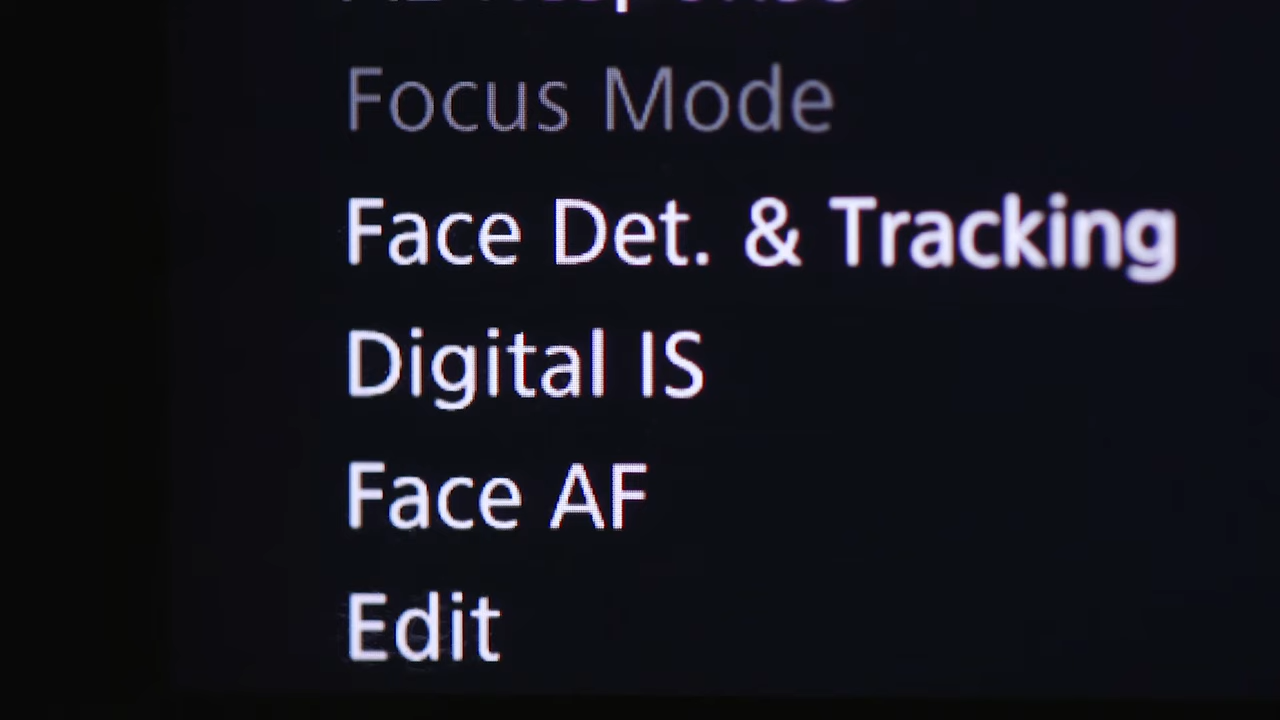 Focus Mode
Face Det. & Tracking
Digital IS
Face AF
Edit